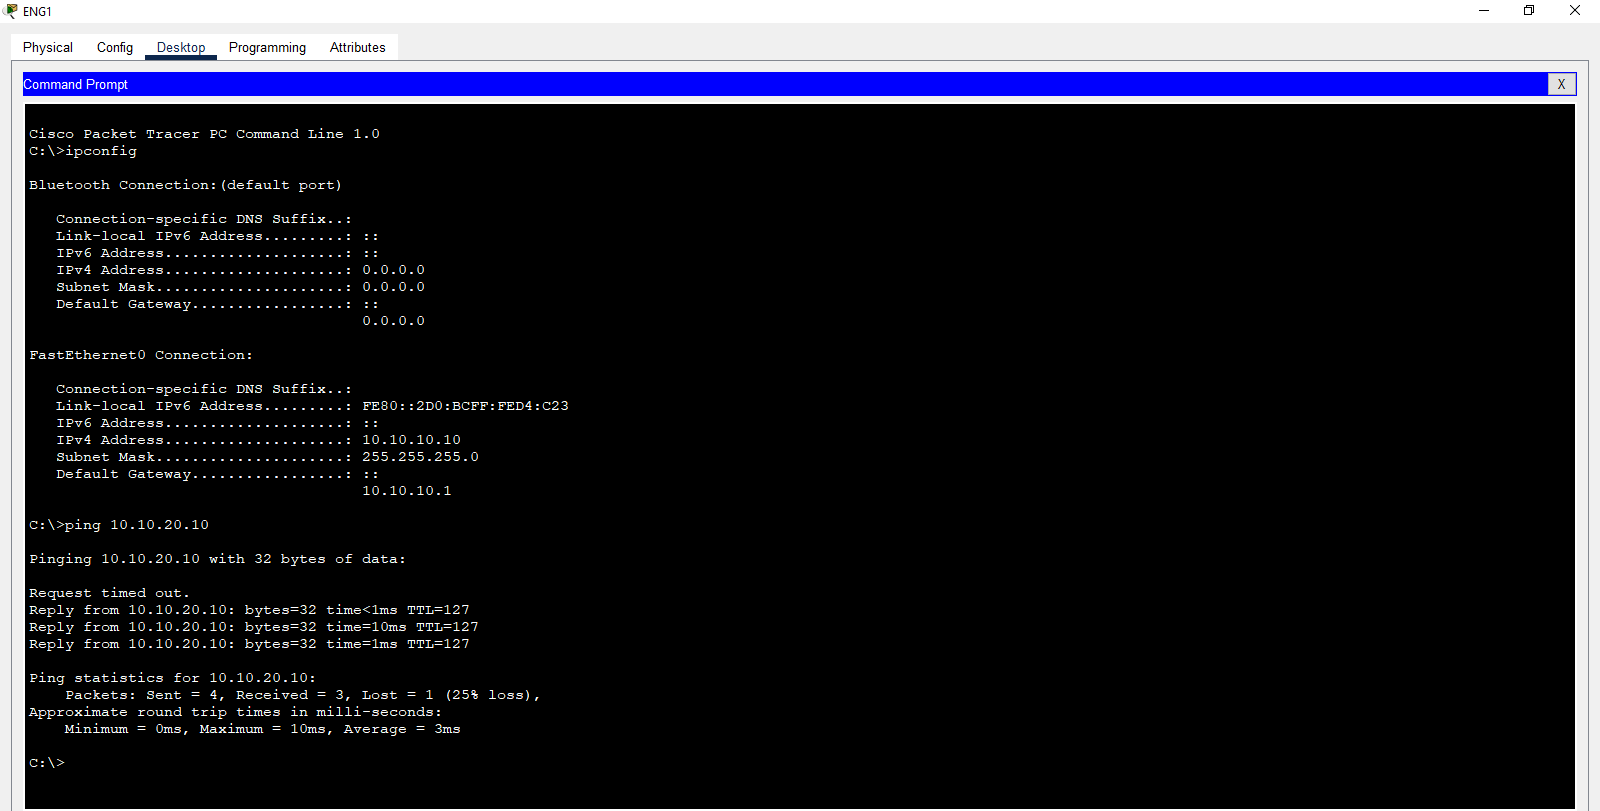 ENG1
Physical Config Desktop Programming Attributes
Command Prompt X
Cisco Packet Tracer PC Command Line 1.0
C:\>ipconfig
Bluetooth Connection:(default port)
Connection-specific DNS Suffix..:
Link-local IPv6 Address.........: ::
IPv6 Address....................: ::
IPv4 Address....................: 0.0.0.0
Subnet Mask.....................: 0.0.0.0
Default Gateway.................: ::
0.0.0.0
FastEthernet0 Connection:
Connection-specific DNS Suffix..:
Link-local IPv6 Address.........: FE80::2D0:BCFF:FED4:C23
IPv6 Address....................: ::
IPv4 Address....................: 10.10.10.10
Subnet Mask.....................: 255.255.255.0
Default Gateway.................: ::
10.10.10.1
C:\>ping 10.10.20.10
Pinging 10.10.20.10 with 32 bytes of data:
Request timed out.
Reply from 10.10.20.10: bytes=32 time<1ms TTL=127
Reply from 10.10.20.10: bytes=32 time=10ms TTL=127
Reply from 10.10.20.10: bytes=32 time=1ms TTL=127
Ping statistics for 10.10.20.10:
Packets: Sent = 4, Received = 3, Lost = 1 (25% loss),
Approximate round trip times in milli-seconds:
Minimum = 0ms, Maximum = 10ms, Average = 3ms
C:\>